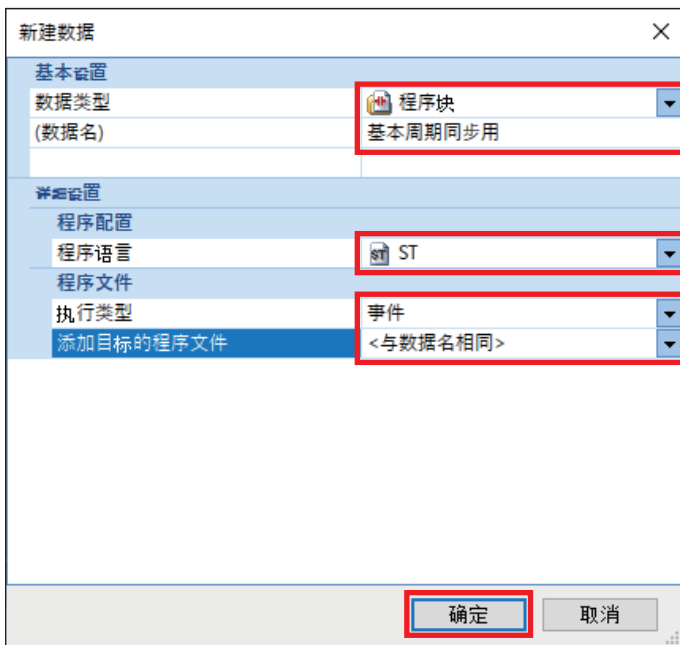 新建数据
基本设置
数据类型 程序块
(数据名) 基本周期同步用
详细设置
程序配置
程序语言 ST ST
程序文件
执行类型 事件
添加目标的程序文件 <与数据名相同>
确定 取消